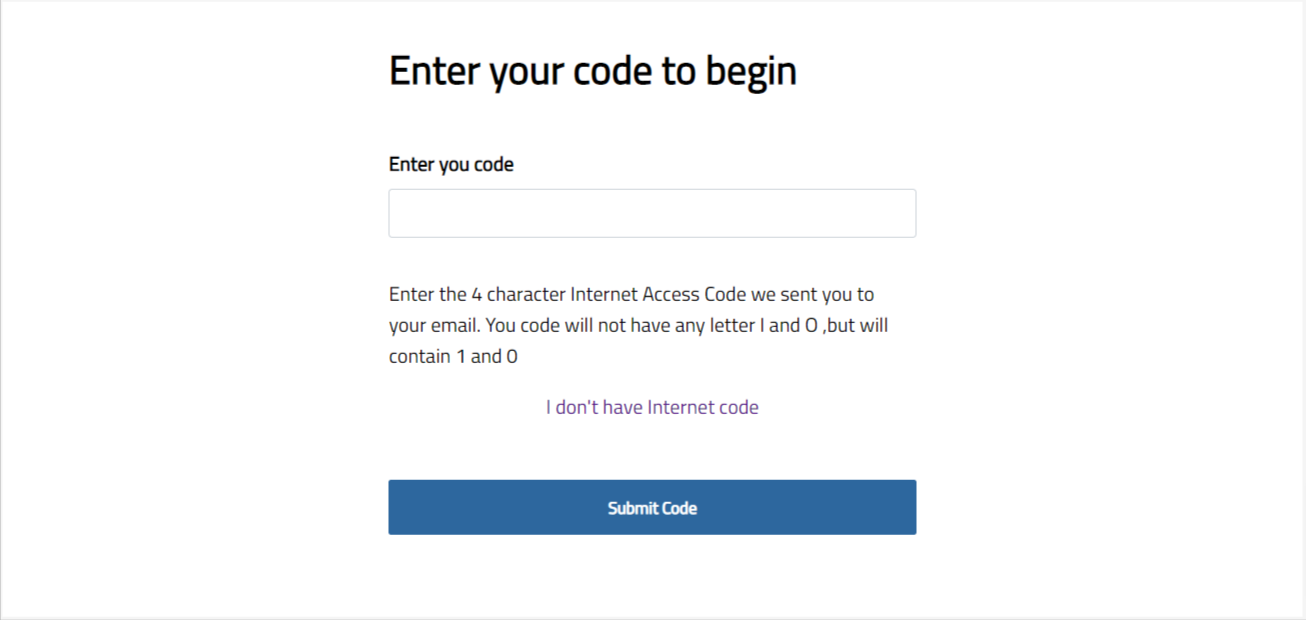 Enter your code to begin
Enter you code
Enter the 4 character Internet Access Code we sent you to
your email. You code will not have any letter I and O ,but will
contain 1 and 0
I don't have Internet code
Submit Code